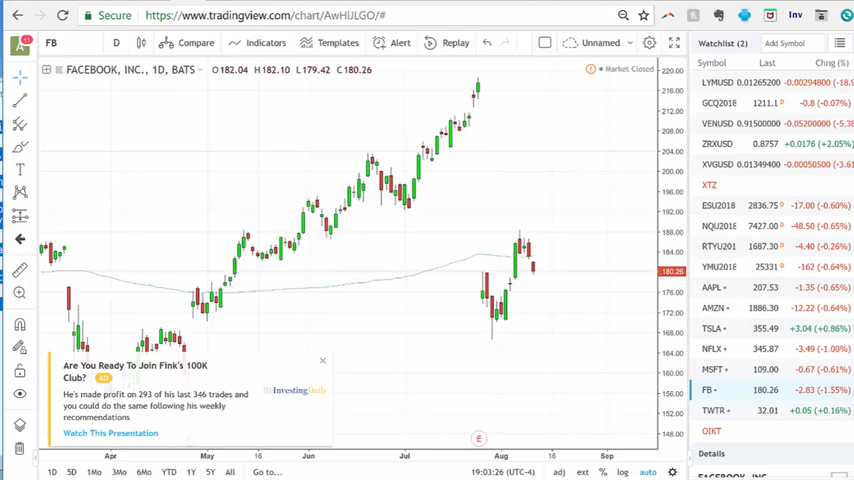 Secure
https://www.tradingview.com/chart/AwHIJLGO/#
Inv
11
FB
D
Compare
Indicators
Templates
Alert
Replay
Unnamed
Watchlist (2)
Add Symbol
Symbol Last Chng (%)
FACEBOOK, INC., 1D, BATS O182.04 H182.10 L179.42 C180.26
Market Closed
220.00
216.00
212.00
208.00
204.00
200.00
196.00
192.00
188.00
184.00
180.26
176.00
172.00
168.00
164.00
160.00
156.00
152.00
148.00
LYMUSD 0.01265200 -0.00294800 (-18.9
GCQ2018 1211.1 D -0.8 (-0.07%)
VENUSD 0.91500000 -0.05200000 (-5.38
ZRXUSD 0.8757 +0.0176 (+2.05%)
XVGUSD 0.01349400 -0.00050500 (-3.61
XTZ
ESU2018 2836.75 D -17.00 (-0.60%)
NQU2018 7427.00 D -48.50 (-0.65%)
RTYU201 1687.30 D -4.40 (-0.26%)
YMU2018 25331 D -162 (-0.64%)
AAPL 207.53 -1.35 (-0.65%)
AMZN 1886.30 -12.22 (-0.64%)
TSLA 355.49 +3.04 (+0.86%)
NFLX 345.87 -3.49 (-1.00%)
MSFT 109.00 -0.67 (-0.61%)
FB 180.26 -2.83 (-1.55%)
TWTR 32.01 +0.05 (+0.16%)
OIKT
Details
Are You Ready To Join Fink's 100K
Club? AD
He's made profit on 293 of his last 346 trades and
you could do the same following his weekly
recommendations
Watch This Presentation
InvestingDaily
E
Apr May 16 Jun Jul Aug 16 Sep
1D 5D 1Mo 3Mo 6Mo YTD 1Y 5Y All Go to...
19:03:26 (UTC-4)
adj ext % log auto